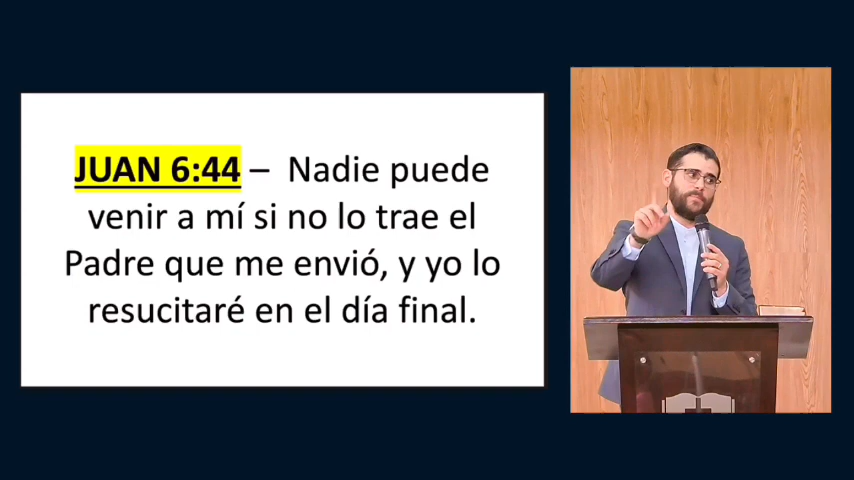 JUAN 6:44 – Nadie puede
venir a mí si no lo trae el
Padre que me envió, y yo lo
resucitaré en el día final.